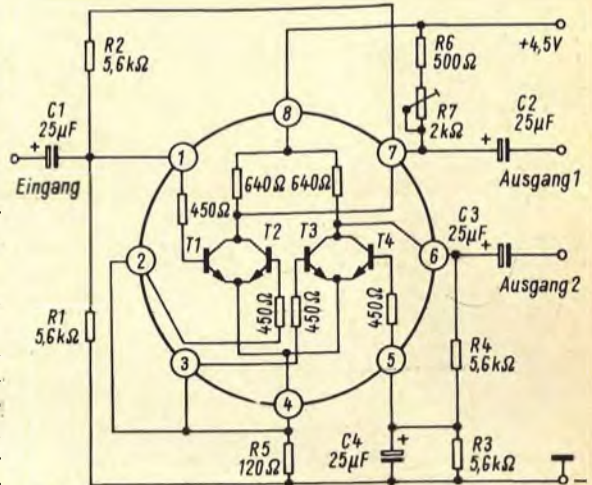 R2
5,6kΩ
R6
500Ω
+4,5V
C1
25µF
+
Eingang
8
R7
2kΩ
C2
25µF
+
Ausgang 1
1
7
640Ω 640Ω
450Ω
T1
T2
T3
T4
C3
25µF
+
Ausgang 2
2
6
450Ω
450Ω
450Ω
R1
5,6kΩ
3
5
R4
5,6kΩ
4
R5
120Ω
C4
25µF
+
R3
5,6kΩ
−